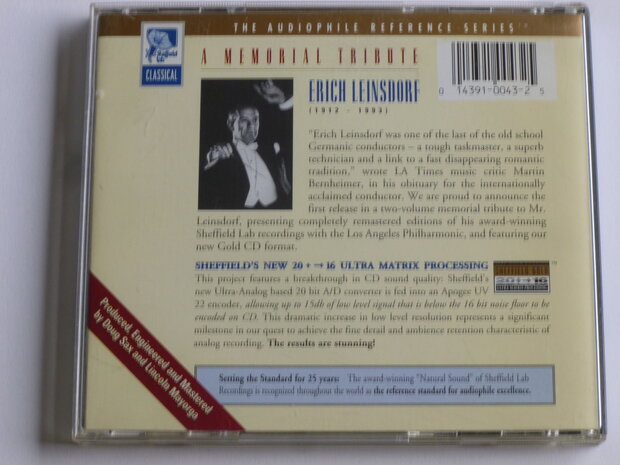 THE AUDIOPHILE REFERENCE SERIES
Sheffield
Lab
CLASSICAL
A MEMORIAL TRIBUTE
ERICH LEINSDORF
(1912 - 1993)
0 14391-0043-2 5
"Erich Leinsdorf was one of the last of the old school
Germanic conductors – a tough taskmaster, a superb
technician and a link to a fast disappearing romantic
tradition," wrote LA Times music critic Martin
Bernheimer, in his obituary for the internationally
acclaimed conductor. We are proud to announce the
first release in a two-volume memorial tribute to Mr.
Leinsdorf, presenting completely remastered editions of his award-winning
Sheffield Lab recordings with the Los Angeles Philharmonic, and featuring our
new Gold CD format.
SHEFFIELD'S NEW 20+→16 ULTRA MATRIX PROCESSING
SHEFFIELD GOLD
20+→16
This project features a breakthrough in CD sound quality: Sheffield's
new Ultra-Analog based 20 bit A/D converter is fed into an Apogee UV
22 encoder, allowing up to 15db of low level signal that is below the 16 bit noise floor to be
encoded on CD. This dramatic increase in low level resolution represents a significant
milestone in our quest to achieve the fine detail and ambience retention characteristic of
analog recording. The results are stunning!
Produced, Engineered and Mastered
by Doug Sax and Lincoln Mayorga
Setting the Standard for 25 years: The award-winning "Natural Sound" of Sheffield Lab
Recordings is recognized throughout the world as the reference standard for audiophile excellence.